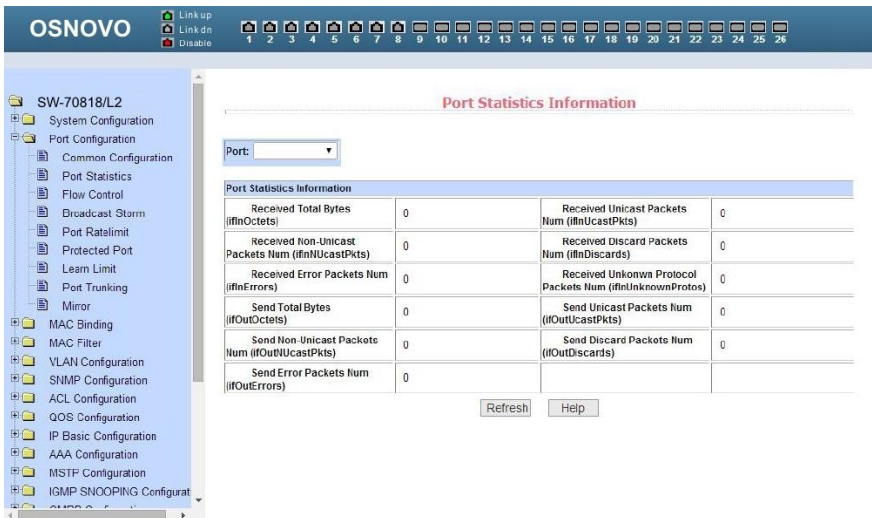 OSNOVO
Link up
Link dn
Disable
1 2 3 4 5 6 7 8 9 10 11 12 13 14 15 16 17 18 19 20 21 22 23 24 25 26
SW-70818/L2
System Configuration
Port Configuration
Common Configuration
Port Statistics
Flow Control
Broadcast Storm
Port Ratelimit
Protected Port
Learn Limit
Port Trunking
Mirror
MAC Binding
MAC Filter
VLAN Configuration
SNMP Configuration
ACL Configuration
QOS Configuration
IP Basic Configuration
AAA Configuration
MSTP Configuration
IGMP SNOOPING Configurat
Port Statistics Information
Port:
Port Statistics Information
Received Total Bytes
(ifInOctets)
0
Received Unicast Packets
Num (ifInUcastPkts)
0
Received Non-Unicast
Packets Num (ifInNUcastPkts)
0
Received Discard Packets
Num (ifInDiscards)
0
Received Error Packets Num
(ifInErrors)
0
Received Unkonwn Protocol
Packets Num (ifInUnknownProtos)
0
Send Total Bytes
(ifOutOctets)
0
Send Unicast Packets Num
(ifOutUcastPkts)
0
Send Non-Unicast Packets
Num (ifOutNUcastPkts)
0
Send Discard Packets Num
(ifOutDiscards)
0
Send Error Packets Num
(ifOutErrors)
0
Refresh
Help